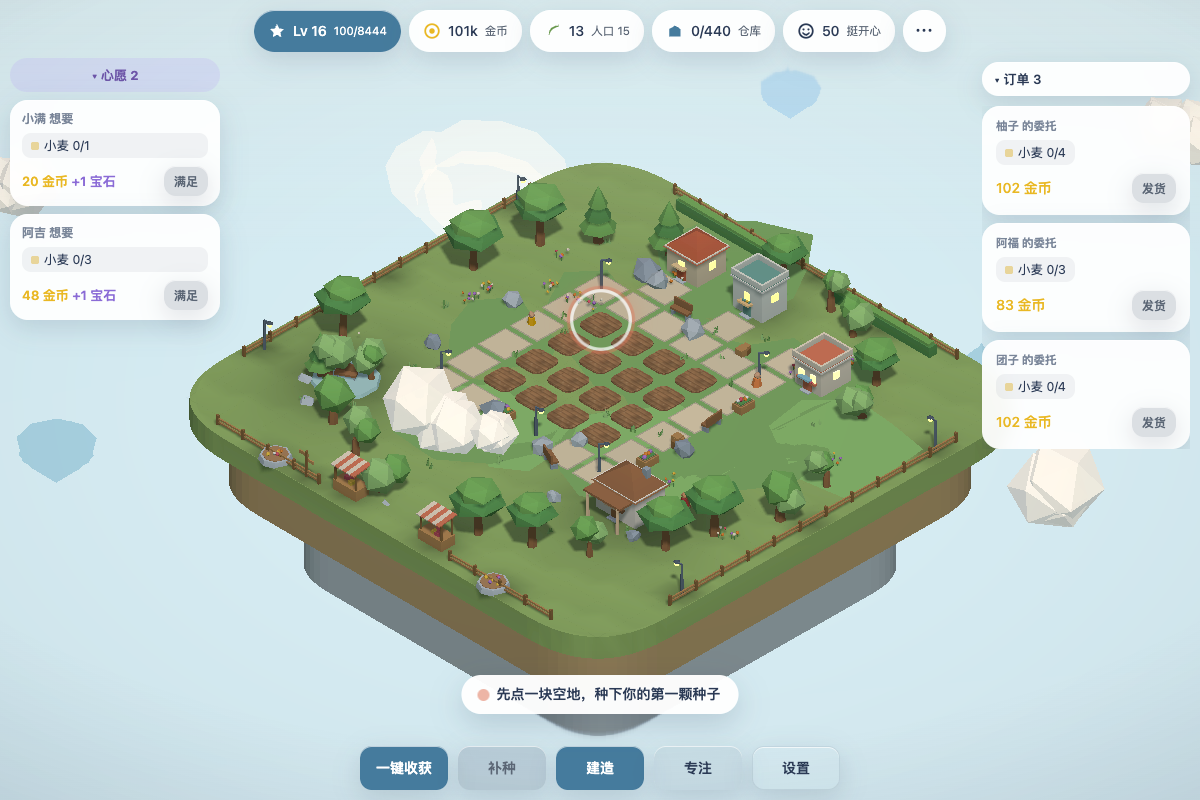 Lv 16 100/8444
101k 金币
13 人口 15
0/440 仓库
50 挺开心
▾ 心愿 2
小满 想要
小麦 0/1
20 金币 +1 宝石
满足
阿吉 想要
小麦 0/3
48 金币 +1 宝石
满足
▾ 订单 3
柚子 的委托
小麦 0/4
102 金币
发货
阿福 的委托
小麦 0/3
83 金币
发货
团子 的委托
小麦 0/4
102 金币
发货
先点一块空地，种下你的第一颗种子
一键收获
补种
建造
专注
设置